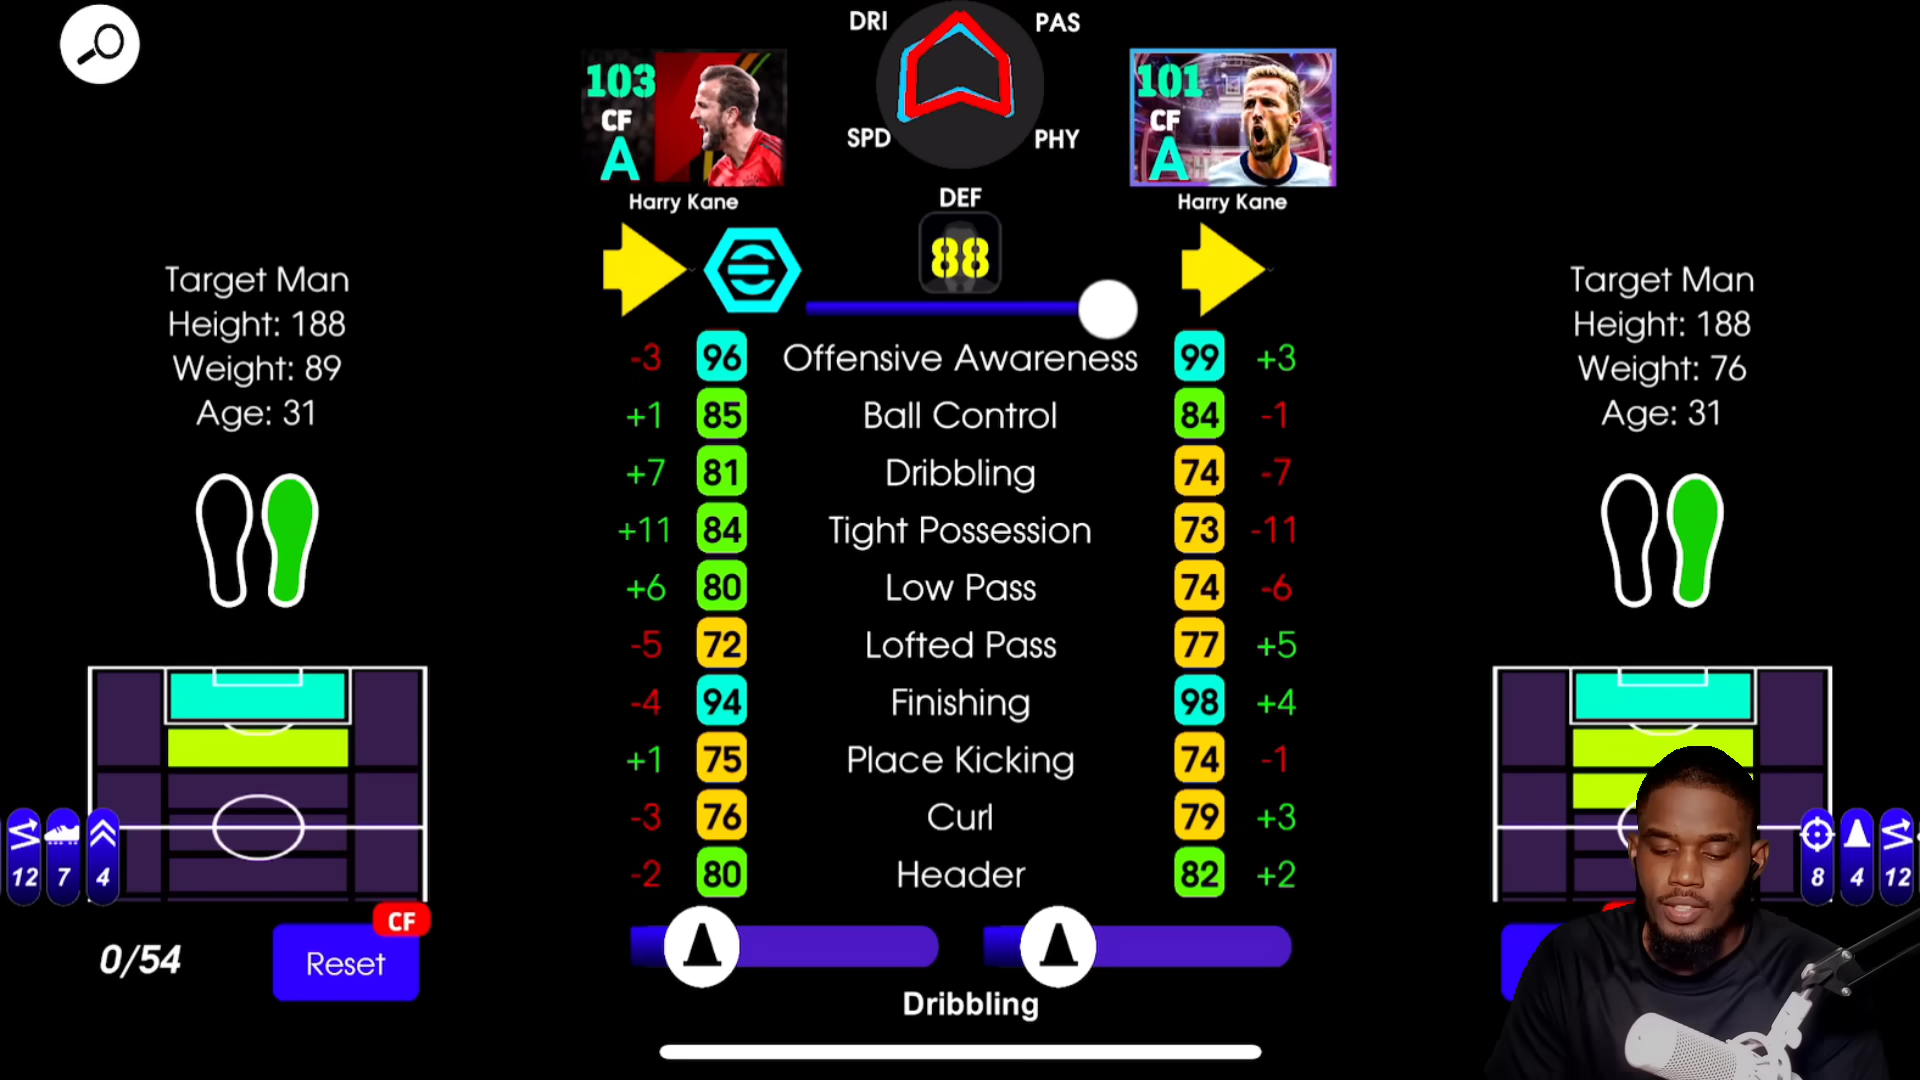 DRI
PAS
SPD
PHY
DEF
88
103
CF
A
Harry Kane
101
CF
A
Harry Kane
Target Man
Height: 188
Weight: 89
Age: 31
Target Man
Height: 188
Weight: 76
Age: 31
-3 96 Offensive Awareness 99 +3
+1 85 Ball Control 84 -1
+7 81 Dribbling 74 -7
+11 84 Tight Possession 73 -11
+6 80 Low Pass 74 -6
-5 72 Lofted Pass 77 +5
-4 94 Finishing 98 +4
+1 75 Place Kicking 74 -1
-3 76 Curl 79 +3
-2 80 Header 82 +2
12 7 4
8 4 12
0/54
Reset
CF
Dribbling